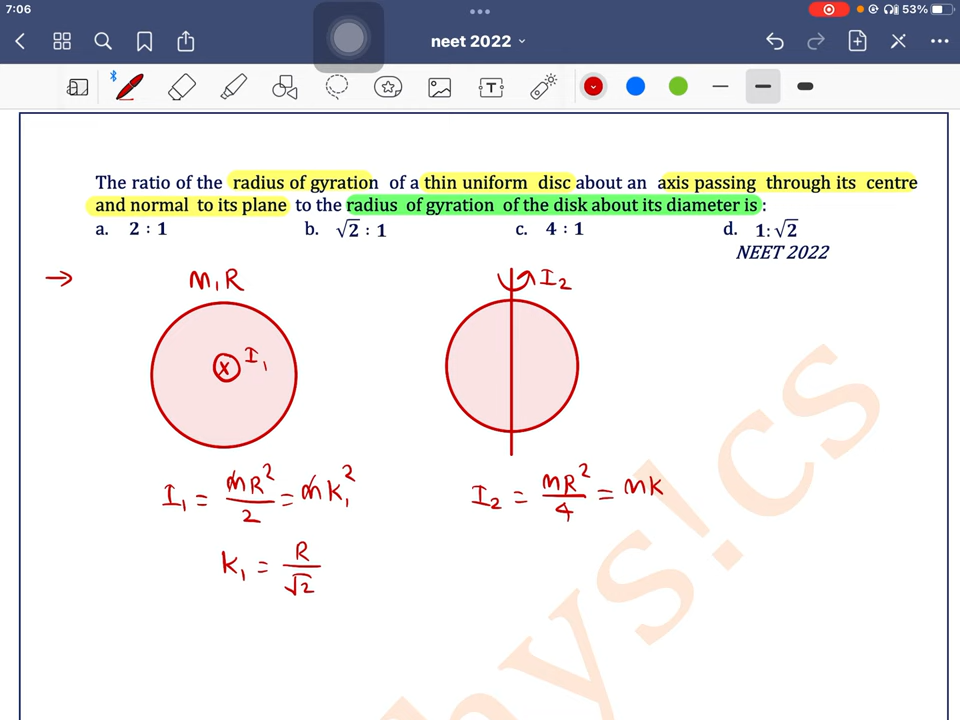 7:06
53%
neet 2022
The ratio of the radius of gyration of a thin uniform disc about an axis passing through its centre
and normal to its plane to the radius of gyration of the disk about its diameter is :
a. 2 : 1 b. √2 : 1 c. 4 : 1 d. 1: √2
NEET 2022
→ M, R
I₂
I₁
I₁ = mR²/2 = mK₁²
I₂ = MR²/4 = MK
K₁ = R/√2
hys!cs